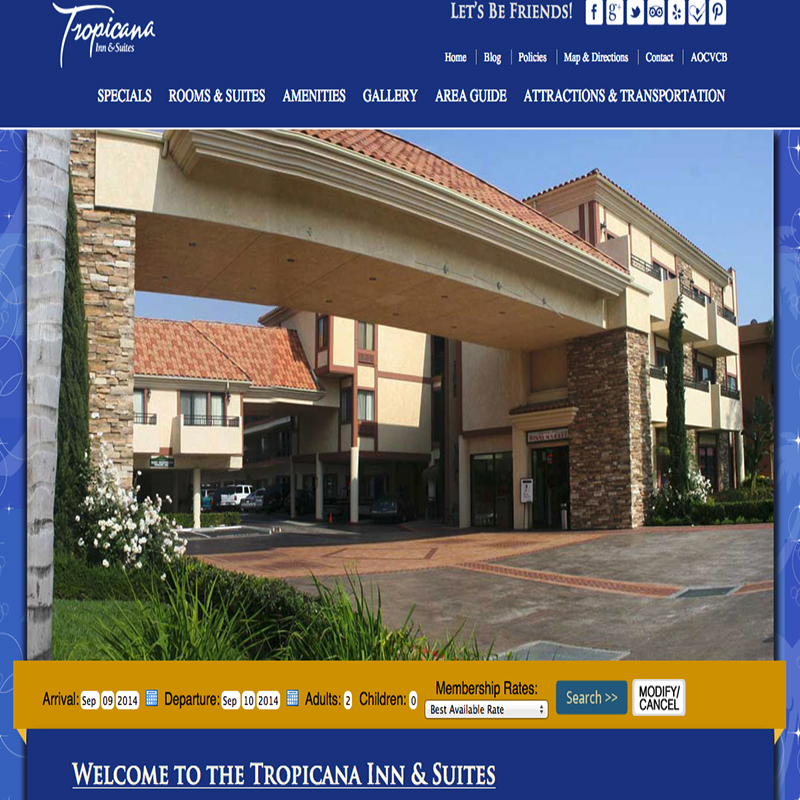 Tropicana
Inn & Suites
LET'S BE FRIENDS!
Home Blog Policies Map & Directions Contact AOCVCB
SPECIALS ROOMS & SUITES AMENITIES GALLERY AREA GUIDE ATTRACTIONS & TRANSPORTATION
Arrival: Sep 09 2014 Departure: Sep 10 2014 Adults: 2 Children: 0 Membership Rates: Best Available Rate Search >> MODIFY/
CANCEL
WELCOME TO THE TROPICANA INN & SUITES